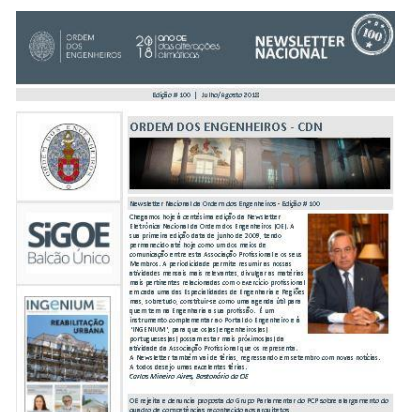 ORDEM
DOS
ENGENHEIROS
2018 ano OE
das alterações
climáticas
NEWSLETTER
NACIONAL
100
Edição # 100 | Julho/Agosto 2018
ORDEM DOS ENGENHEIROS - CDN
Newsletter Nacional da Ordem dos Engenheiros - Edição # 100
Chegamos hoje à centésima edição da Newsletter
Eletrónica Nacional da Ordem dos Engenheiros (OE). A
sua primeira edição data de junho de 2009, tendo
permanecido até hoje como um dos meios de
comunicação entre esta Associação Profissional e os seus
Membros. A periodicidade permite resumir as nossas
atividades mensais mais relevantes, divulgar as matérias
mais pertinentes relacionadas com o exercício profissional
em cada uma das Especialidades de Engenharia e Regiões
mas, sobretudo, constituir-se como uma agenda útil para
quem tem na Engenharia a sua profissão. É um
instrumento complementar ao Portal do Engenheiro e à
"INGENIUM", para que os(as) engenheiros(as)
portugueses(as) possam estar mais próximos(as) da
atividade da Associação Profissional que os representa.
A Newsletter também vai de férias, regressando em setembro com novas notícias.
A todos desejo umas excelentes férias.
Carlos Mineiro Aires, Bastonário da OE
OE rejeita e denuncia proposta do Grupo Parlamentar do PCP sobre alargamento do
quadro de competências reconhecido aos arquitetos
SiGOE
Balcão Único
INGENIUM
REABILITAÇÃO
URBANA